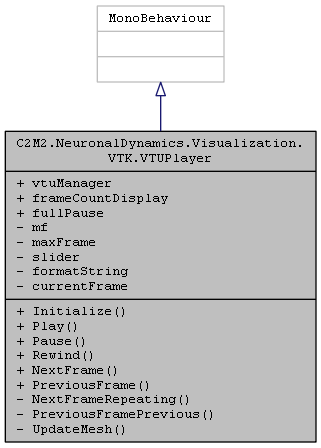 MonoBehaviour
C2M2.NeuronalDynamics.Visualization.
VTK.VTUPlayer
+ vtuManager
+ frameCountDisplay
+ fullPause
- mf
- maxFrame
- slider
- formatString
- currentFrame
+ Initialize()
+ Play()
+ Pause()
+ Rewind()
+ NextFrame()
+ PreviousFrame()
- NextFrameRepeating()
- PreviousFramePrevious()
- UpdateMesh()